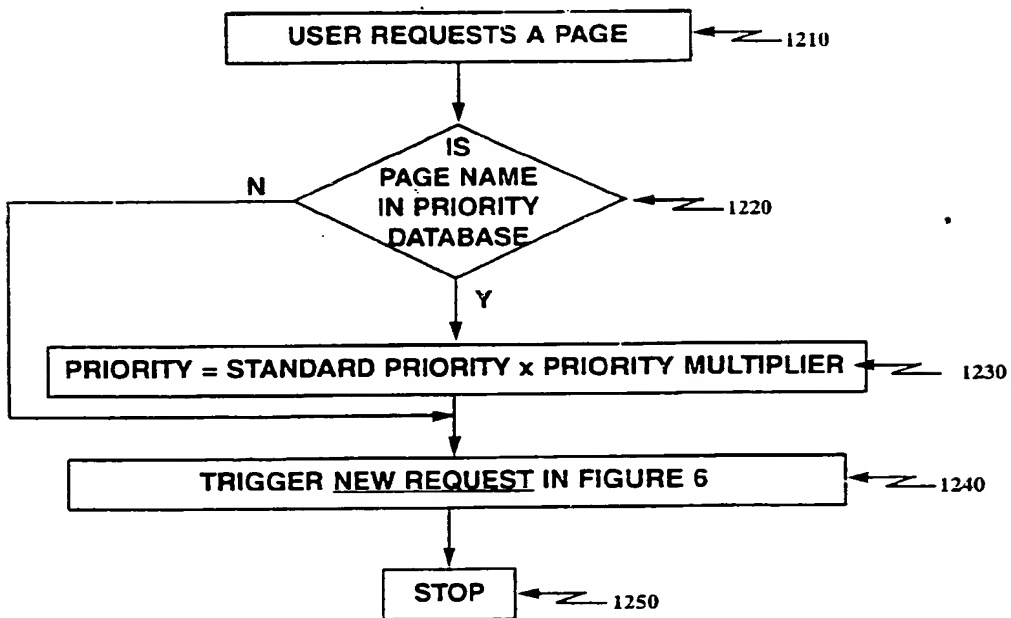 USER REQUESTS A PAGE
1210
IS
PAGE NAME
IN PRIORITY
DATABASE
N
1220
Y
PRIORITY = STANDARD PRIORITY x PRIORITY MULTIPLIER
1230
TRIGGER NEW REQUEST IN FIGURE 6
1240
STOP
1250